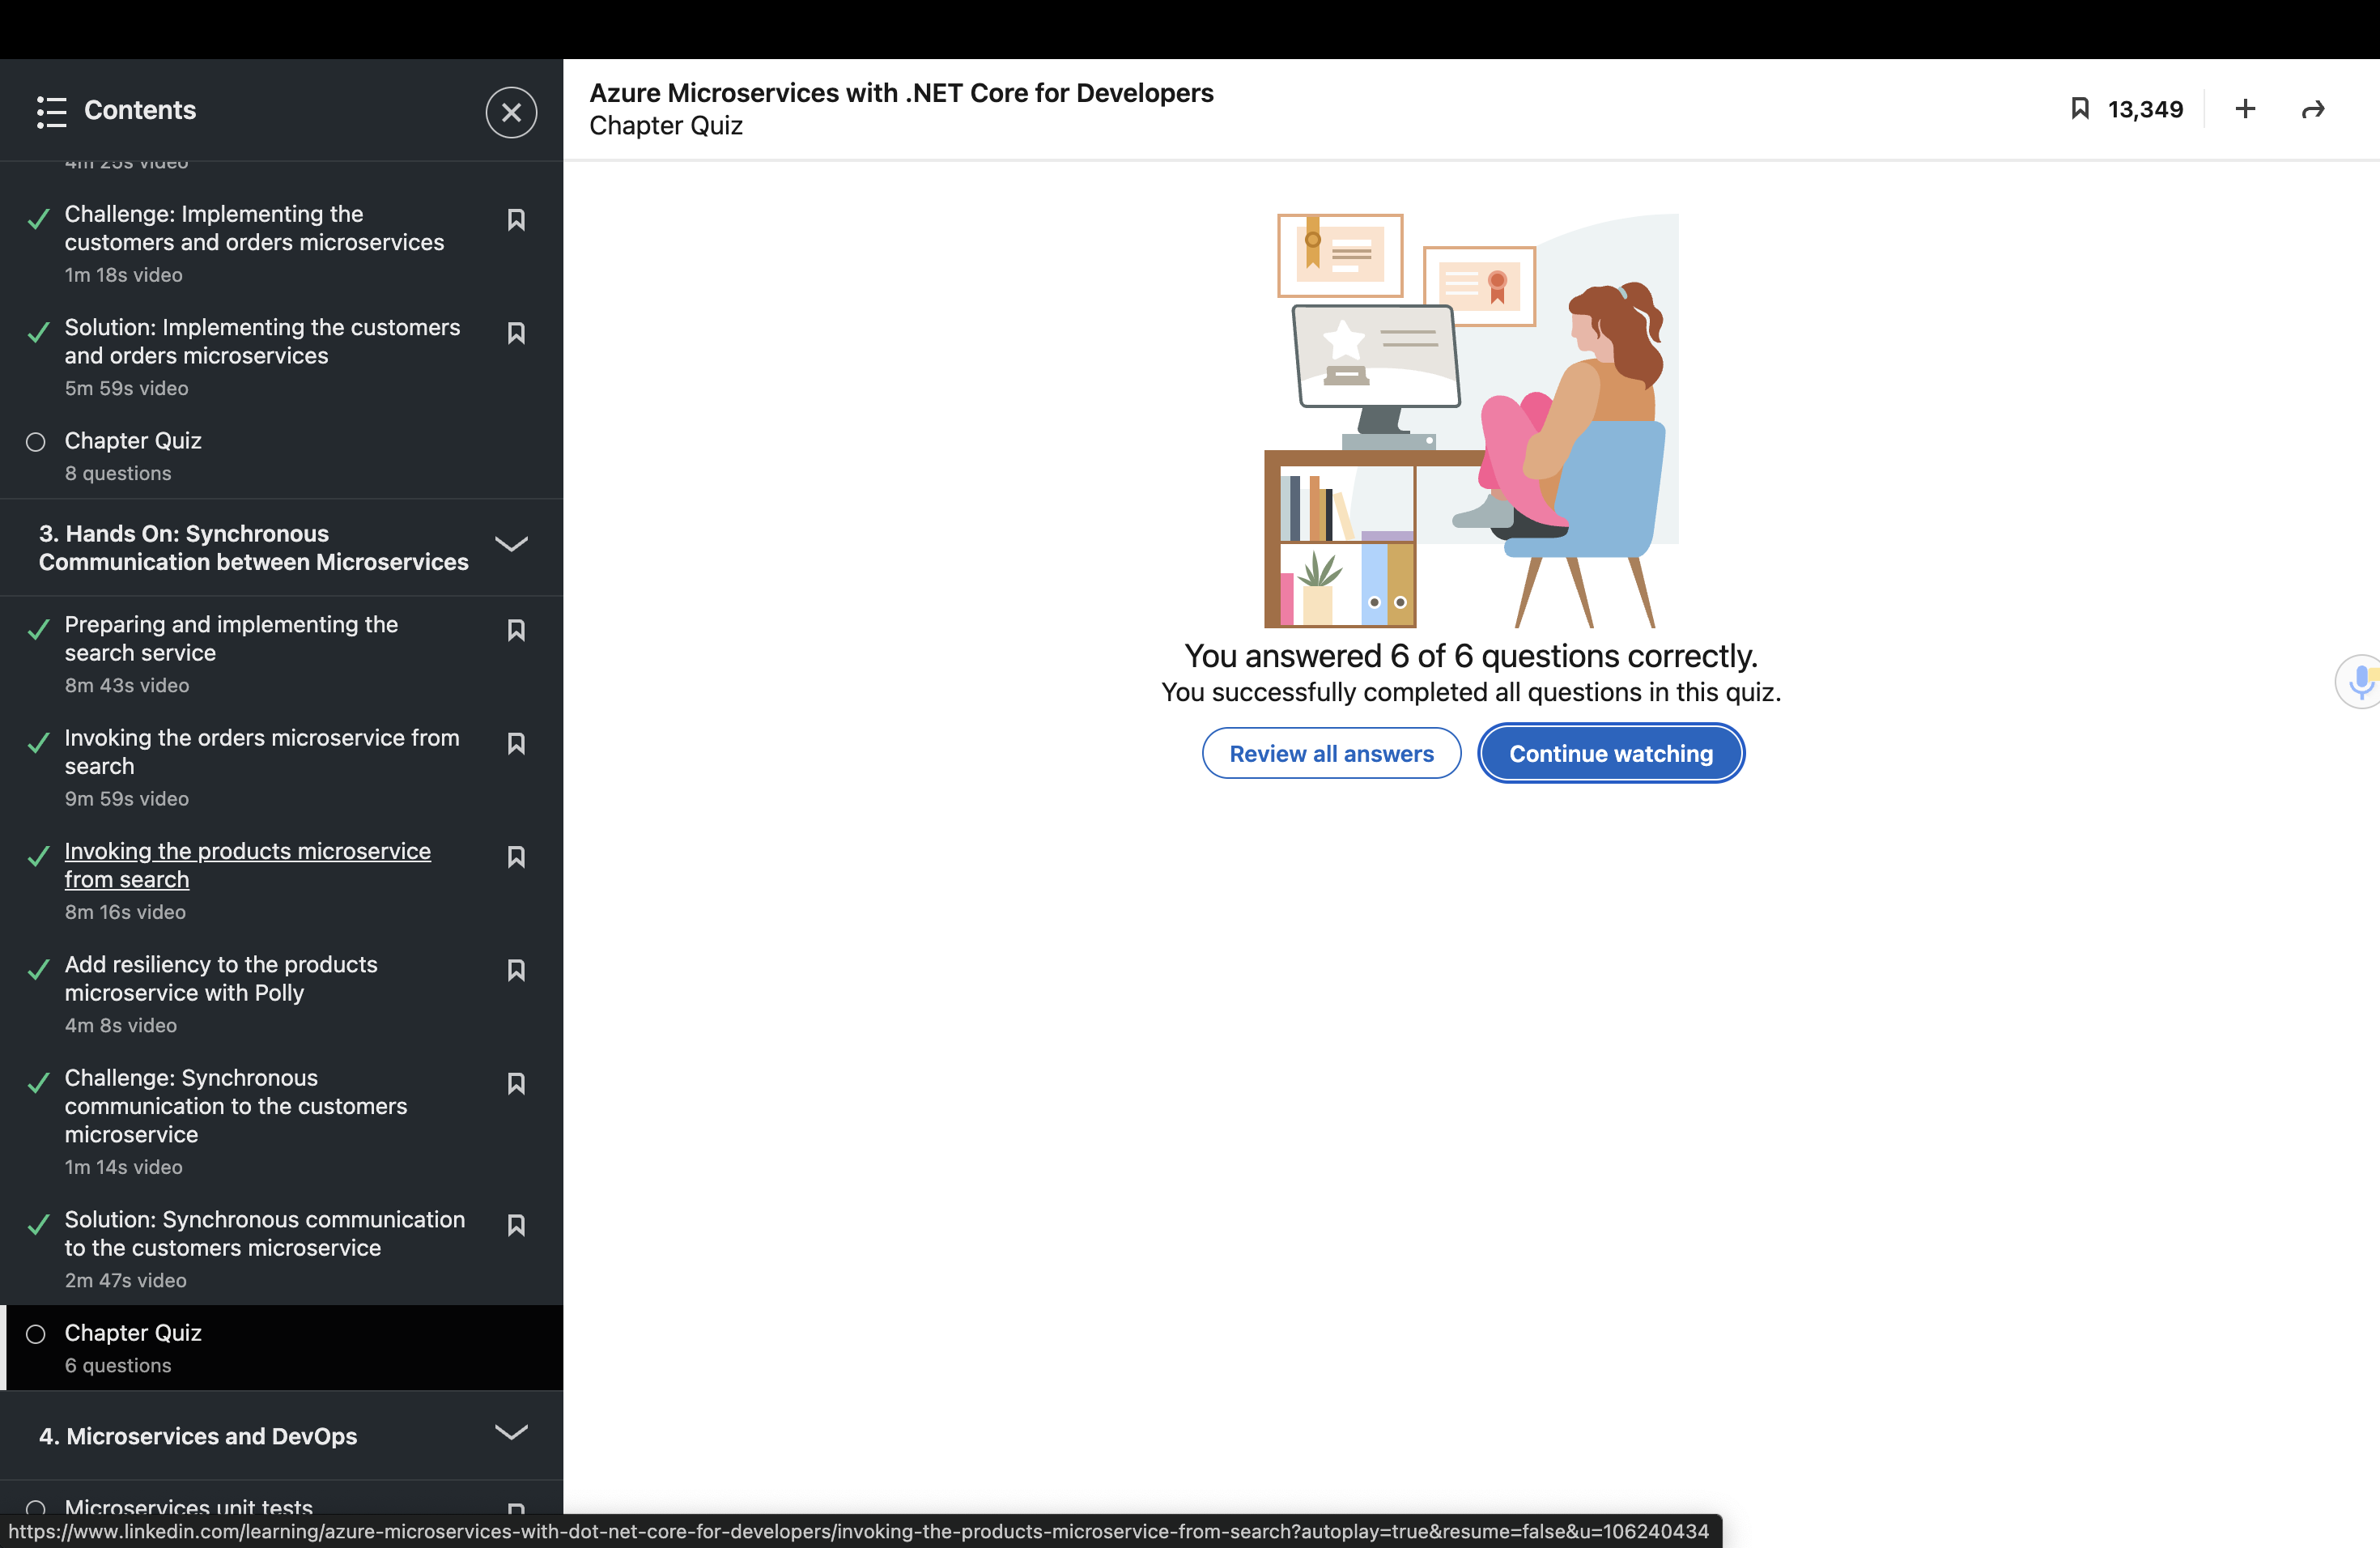 Contents
4m 25s video
Challenge: Implementing the
customers and orders microservices
1m 18s video
Solution: Implementing the customers
and orders microservices
5m 59s video
Chapter Quiz
8 questions
3. Hands On: Synchronous
Communication between Microservices
Preparing and implementing the
search service
8m 43s video
Invoking the orders microservice from
search
9m 59s video
Invoking the products microservice
from search
8m 16s video
Add resiliency to the products
microservice with Polly
4m 8s video
Challenge: Synchronous
communication to the customers
microservice
1m 14s video
Solution: Synchronous communication
to the customers microservice
2m 47s video
Chapter Quiz
6 questions
4. Microservices and DevOps
Microservices unit tests
Azure Microservices with .NET Core for Developers
Chapter Quiz
13,349
You answered 6 of 6 questions correctly.
You successfully completed all questions in this quiz.
Review all answers
Continue watching
https://www.linkedin.com/learning/azure-microservices-with-dot-net-core-for-developers/invoking-the-products-microservice-from-search?autoplay=true&resume=false&u=106240434